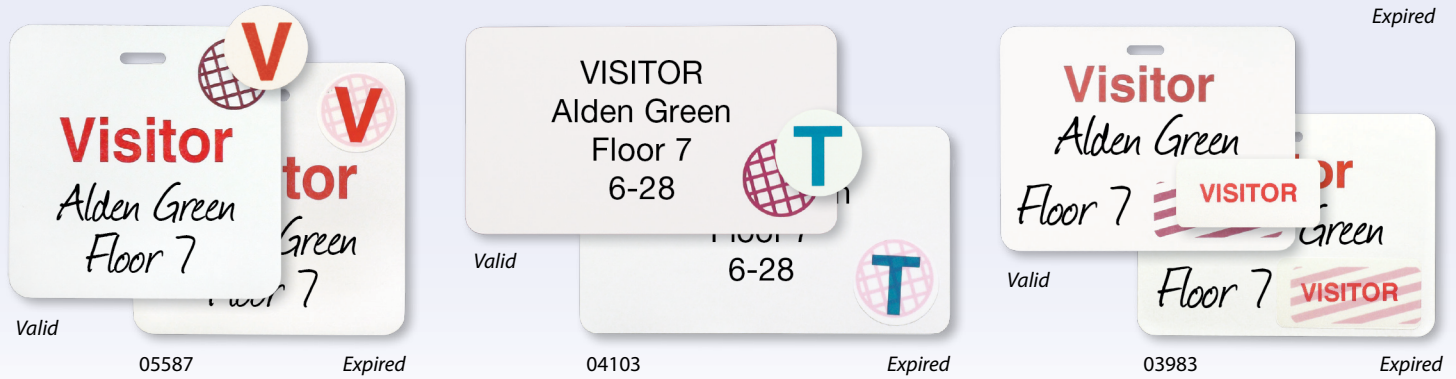 Expired
V
Visitor
Alden Green
Floor 7
V
tor
Green
Floor 7
Valid
05587
Expired
VISITOR
Alden Green
Floor 7
6-28
T
n
Floor 7
6-28
T
Valid
04103
Expired
Visitor
Alden Green
Floor 7
VISITOR
or
Green
Floor 7
VISITOR
Valid
03983
Expired